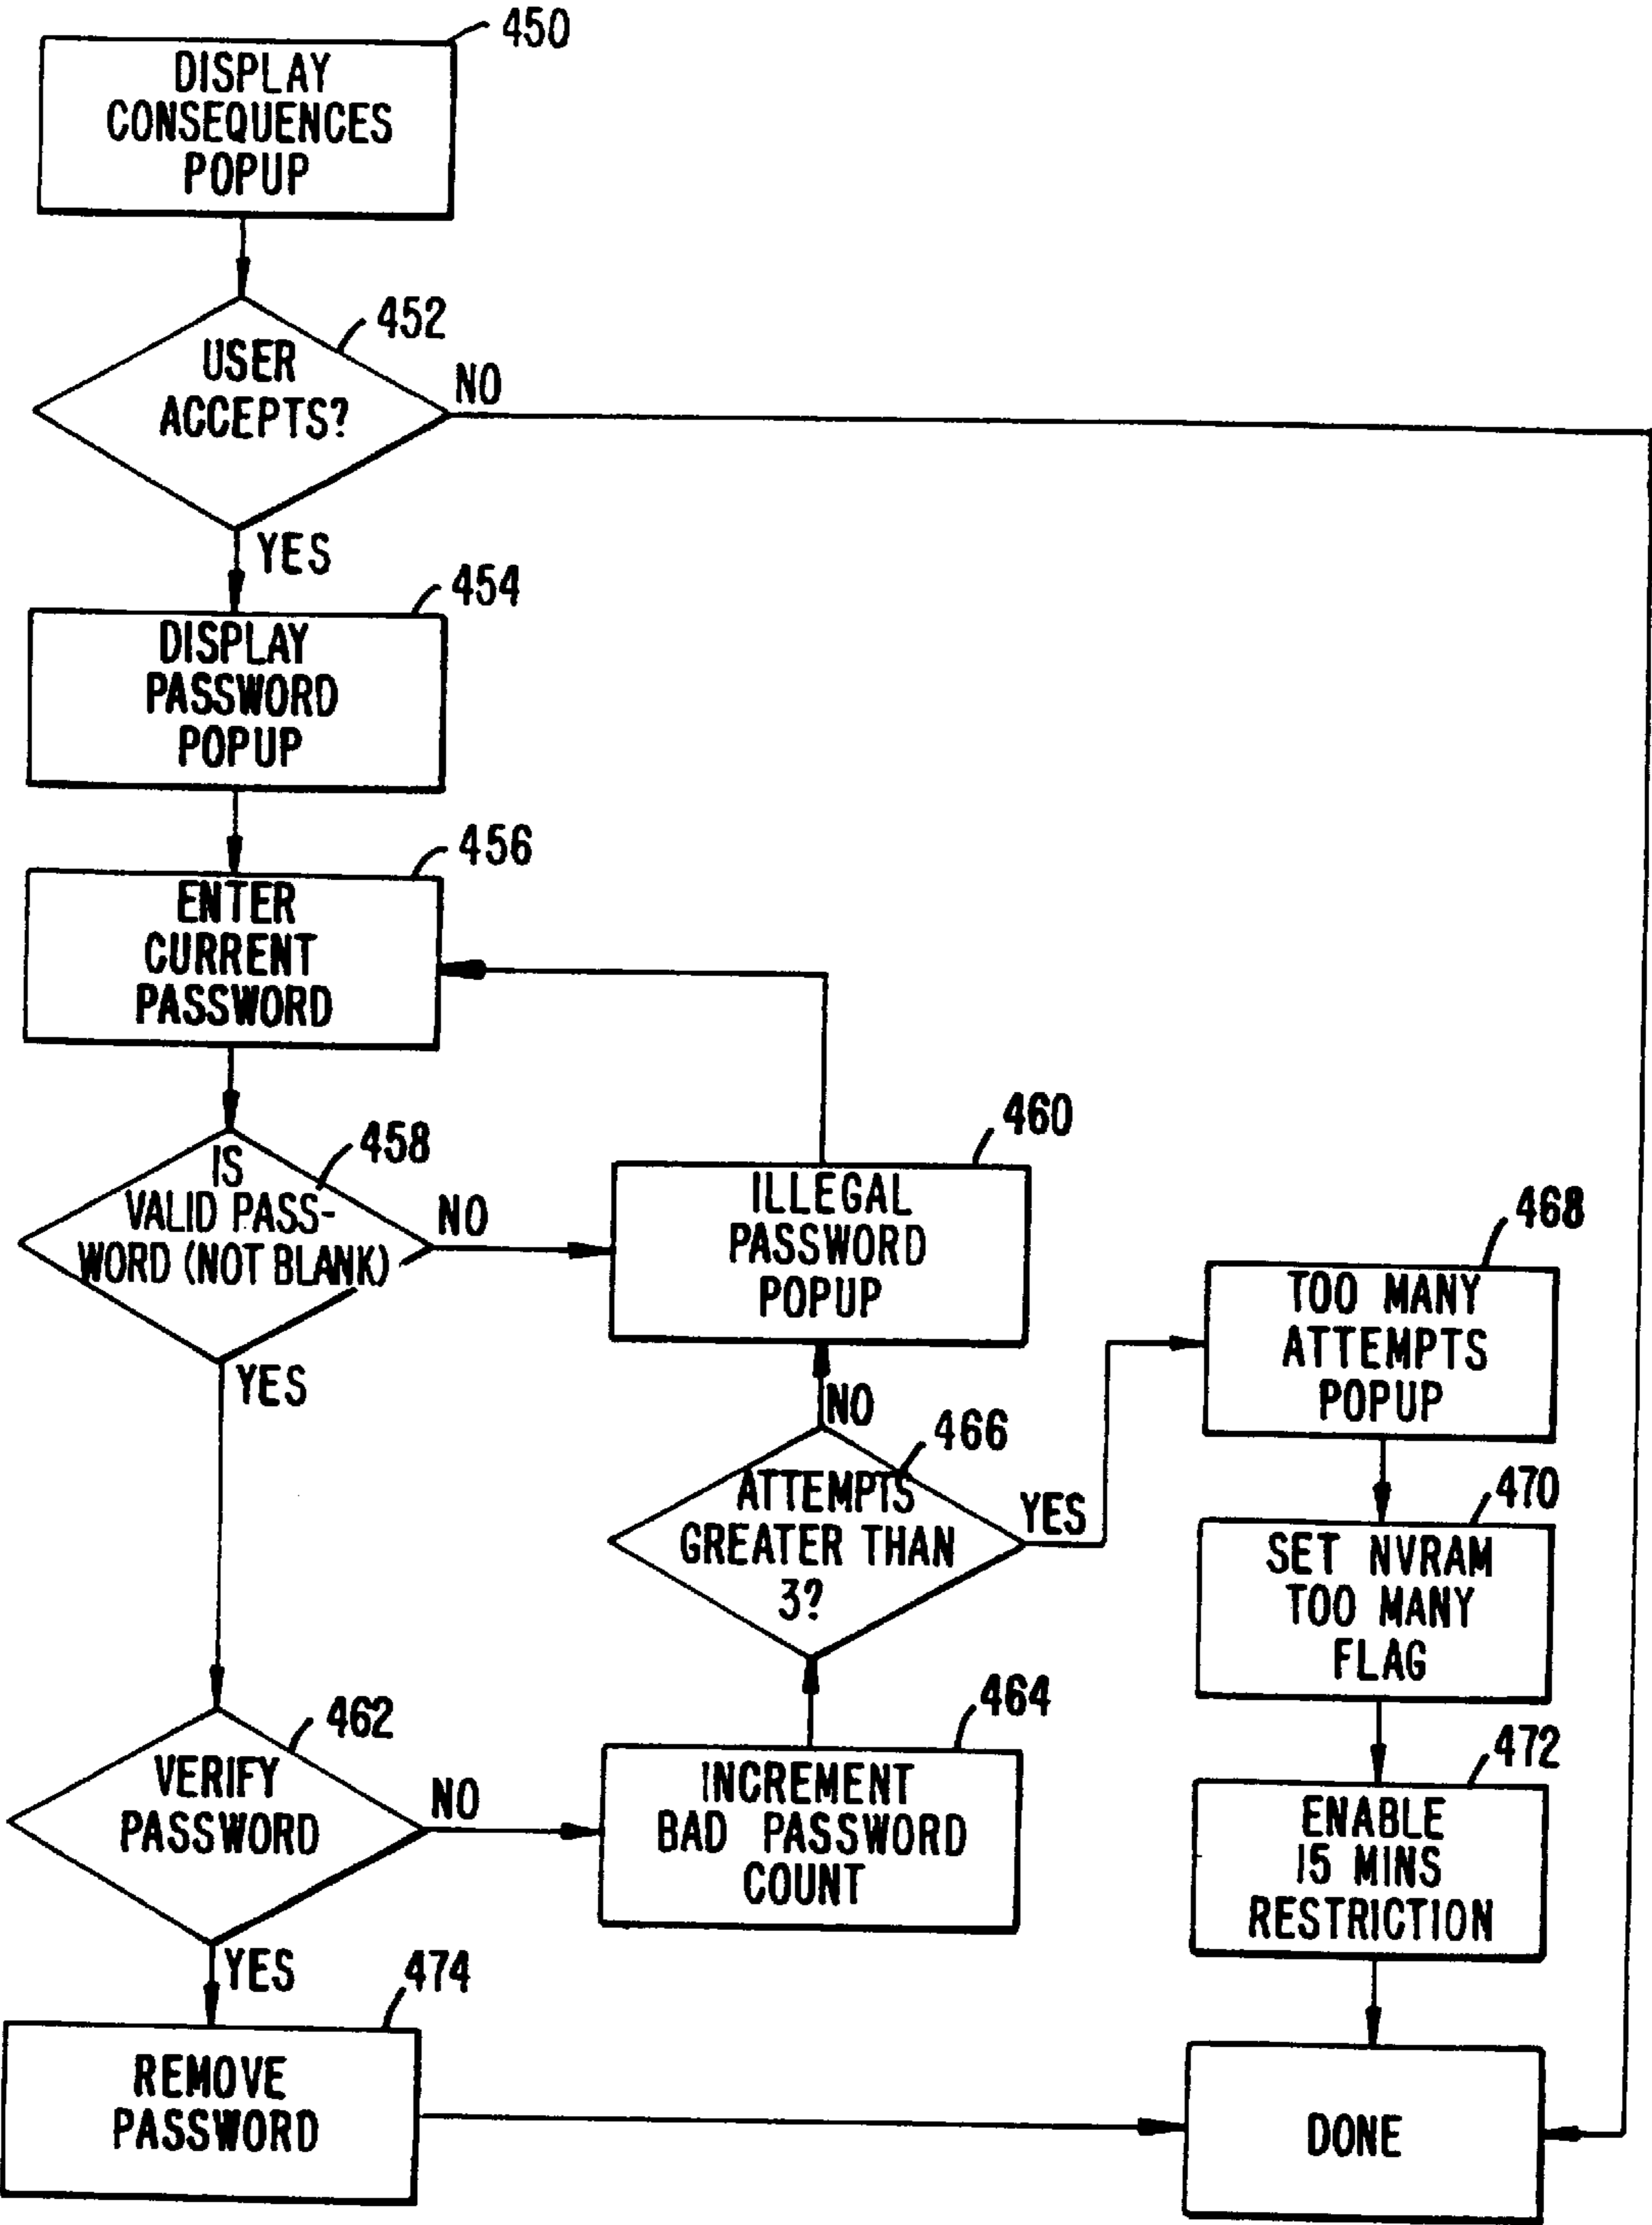 450
DISPLAY
CONSEQUENCES
POPUP
452
USER
ACCEPTS?
NO
YES
454
DISPLAY
PASSWORD
POPUP
456
ENTER
CURRENT
PASSWORD
458
IS
VALID PASS-
WORD (NOT BLANK)
NO
YES
460
ILLEGAL
PASSWORD
POPUP
NO
466
ATTEMPTS
GREATER THAN
3?
YES
468
TOO MANY
ATTEMPTS
POPUP
470
SET NVRAM
TOO MANY
FLAG
462
VERIFY
PASSWORD
NO
YES
464
INCREMENT
BAD PASSWORD
COUNT
472
ENABLE
15 MINS
RESTRICTION
474
REMOVE
PASSWORD
DONE